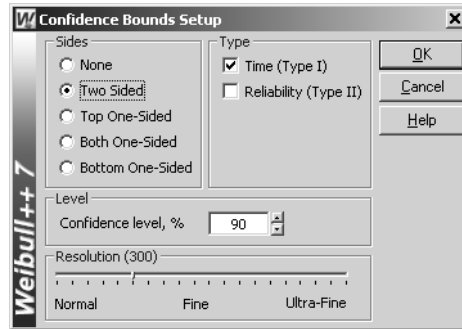 Confidence Bounds Setup
Sides
None
Two Sided
Top One-Sided
Both One-Sided
Bottom One-Sided
Type
Time (Type I)
Reliability (Type II)
OK
Cancel
Help
Level
Confidence level, % 90
Resolution (300)
Normal Fine Ultra-Fine
Weibull++ 7